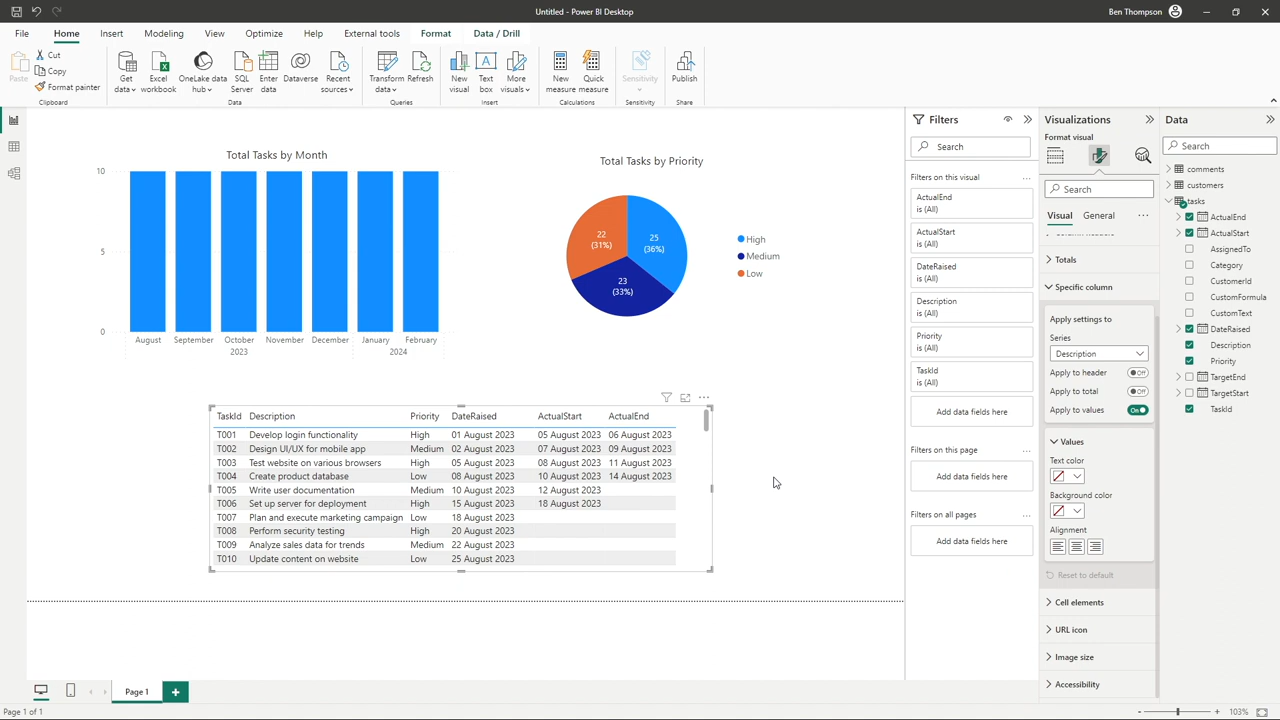 Untitled - Power BI Desktop
Ben Thompson
File Home Insert Modeling View Optimize Help External tools Format Data / Drill
Paste
Cut
Copy
Format painter
Clipboard
Get data
Excel workbook
OneLake data hub
SQL Server
Enter data
Dataverse
Recent sources
Data
Transform data
Refresh
Queries
New visual
Text box
More visuals
Insert
New measure
Quick measure
Calculations
Sensitivity
Sensitivity
Publish
Share
Total Tasks by Month
10
5
0
August September October November December January February
2023 2024
Total Tasks by Priority
22
(31%)
25
(36%)
23
(33%)
High
Medium
Low
TaskId Description Priority DateRaised ActualStart ActualEnd
T001 Develop login functionality High 01 August 2023 05 August 2023 06 August 2023
T002 Design UI/UX for mobile app Medium 02 August 2023 07 August 2023 09 August 2023
T003 Test website on various browsers High 05 August 2023 08 August 2023 11 August 2023
T004 Create product database Low 08 August 2023 10 August 2023 14 August 2023
T005 Write user documentation Medium 10 August 2023 12 August 2023
T006 Set up server for deployment High 15 August 2023 18 August 2023
T007 Plan and execute marketing campaign Low 18 August 2023
T008 Perform security testing High 20 August 2023
T009 Analyze sales data for trends Medium 22 August 2023
T010 Update content on website Low 25 August 2023
Filters
Search
Filters on this visual
ActualEnd
is (All)
ActualStart
is (All)
DateRaised
is (All)
Description
is (All)
Priority
is (All)
TaskId
is (All)
Add data fields here
Filters on this page
Add data fields here
Filters on all pages
Add data fields here
Visualizations
Format visual
Search
Visual General
Totals
Specific column
Apply settings to
Series
Description
Apply to header Off
Apply to total Off
Apply to values On
Values
Text color
Background color
Alignment
Reset to default
Cell elements
URL icon
Image size
Accessibility
Data
Search
comments
customers
tasks
ActualEnd
ActualStart
AssignedTo
Category
CustomerId
CustomFormula
CustomText
DateRaised
Description
Priority
TargetEnd
TargetStart
TaskId
Page 1
Page 1 of 1
103%